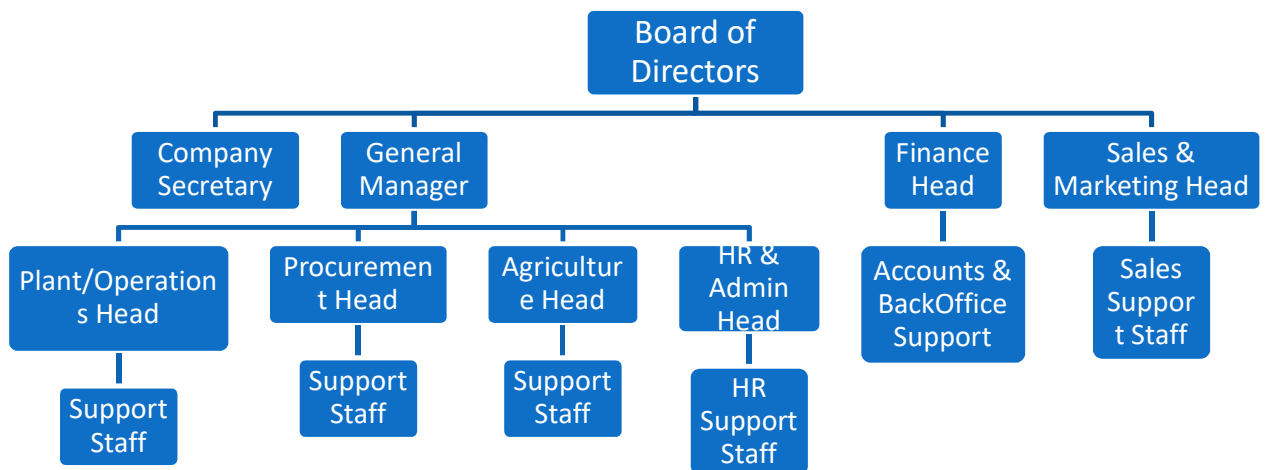 Board of
Directors
Company
Secretary
General
Manager
Finance
Head
Sales &
Marketing Head
Plant/Operation
s Head
Procuremen
t Head
Agricultur
e Head
HR &
Admin
Head
Accounts &
BackOffice
Support
Sales
Suppor
t Staff
Support
Staff
Support
Staff
Support
Staff
HR
Support
Staff